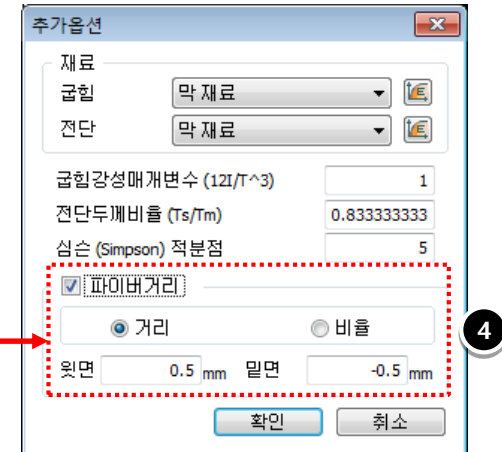 추가옵션
재료
굽힘 막 재료
전단 막 재료
굽힘강성매개변수 (12I/T^3) 1
전단두께비율 (Ts/Tm) 0.833333333
심슨 (Simpson) 적분점 5
파이버거리
거리 비율
윗면 0.5 mm 밑면 -0.5 mm
4
확인 취소